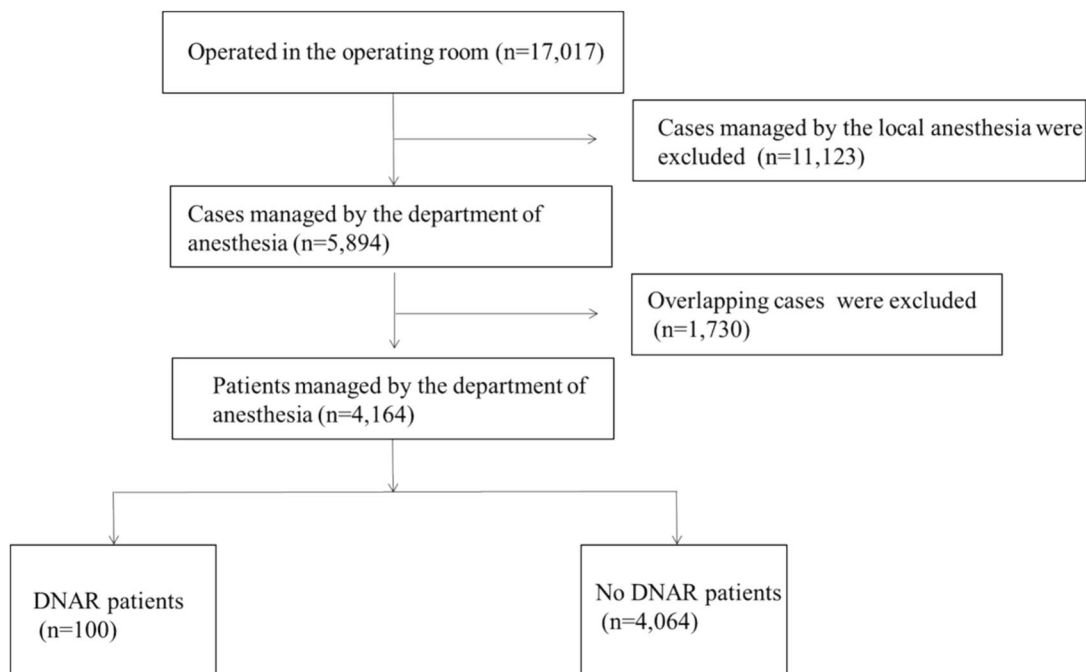 Operated in the operating room (n=17,017)
Cases managed by the local anesthesia were
excluded (n=11,123)
Cases managed by the department of
anesthesia (n=5,894)
Overlapping cases were excluded
(n=1,730)
Patients managed by the department of
anesthesia (n=4,164)
DNAR patients
(n=100)
No DNAR patients
(n=4,064)